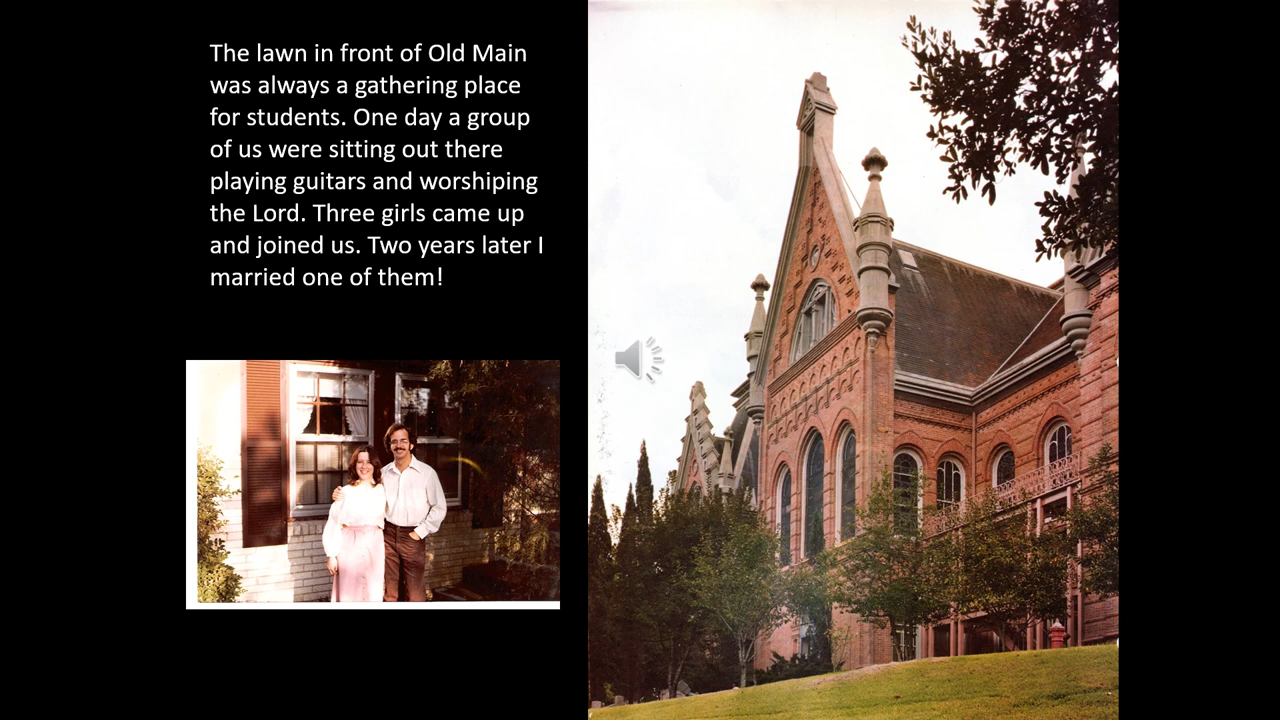 The lawn in front of Old Main
was always a gathering place
for students. One day a group
of us were sitting out there
playing guitars and worshiping
the Lord. Three girls came up
and joined us. Two years later I
married one of them!